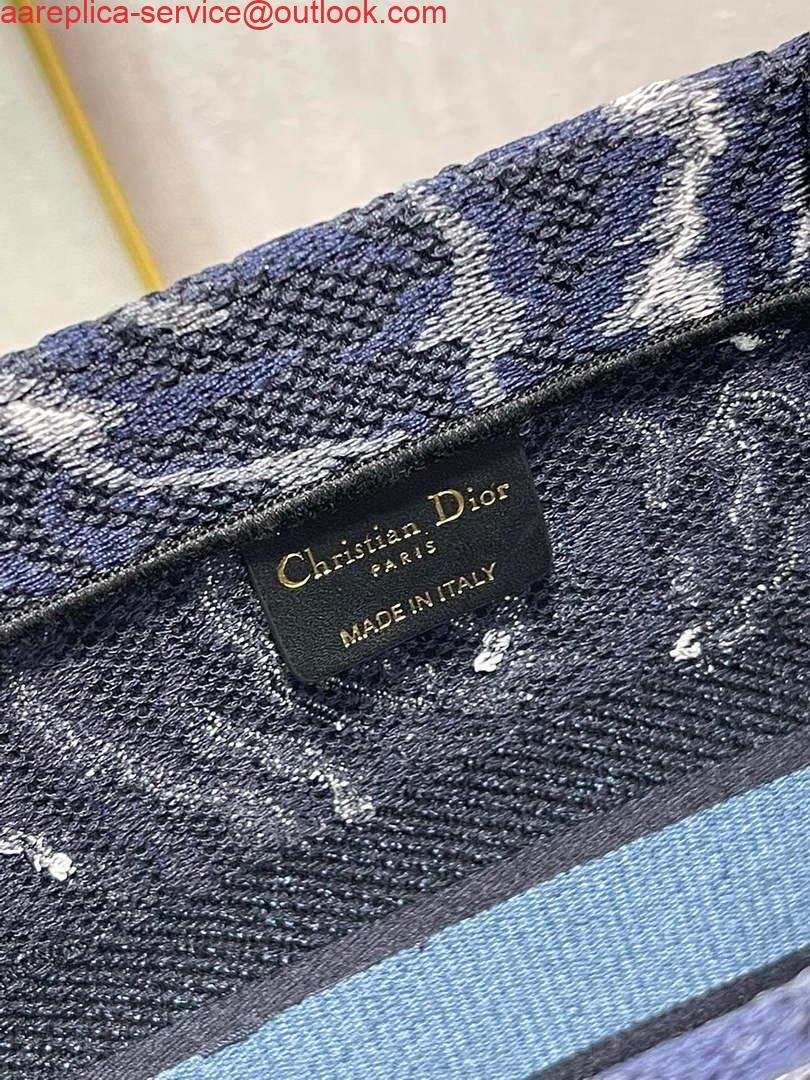 aareplica-service@outlook.com
Christian Dior
PARIS
MADE IN ITALY